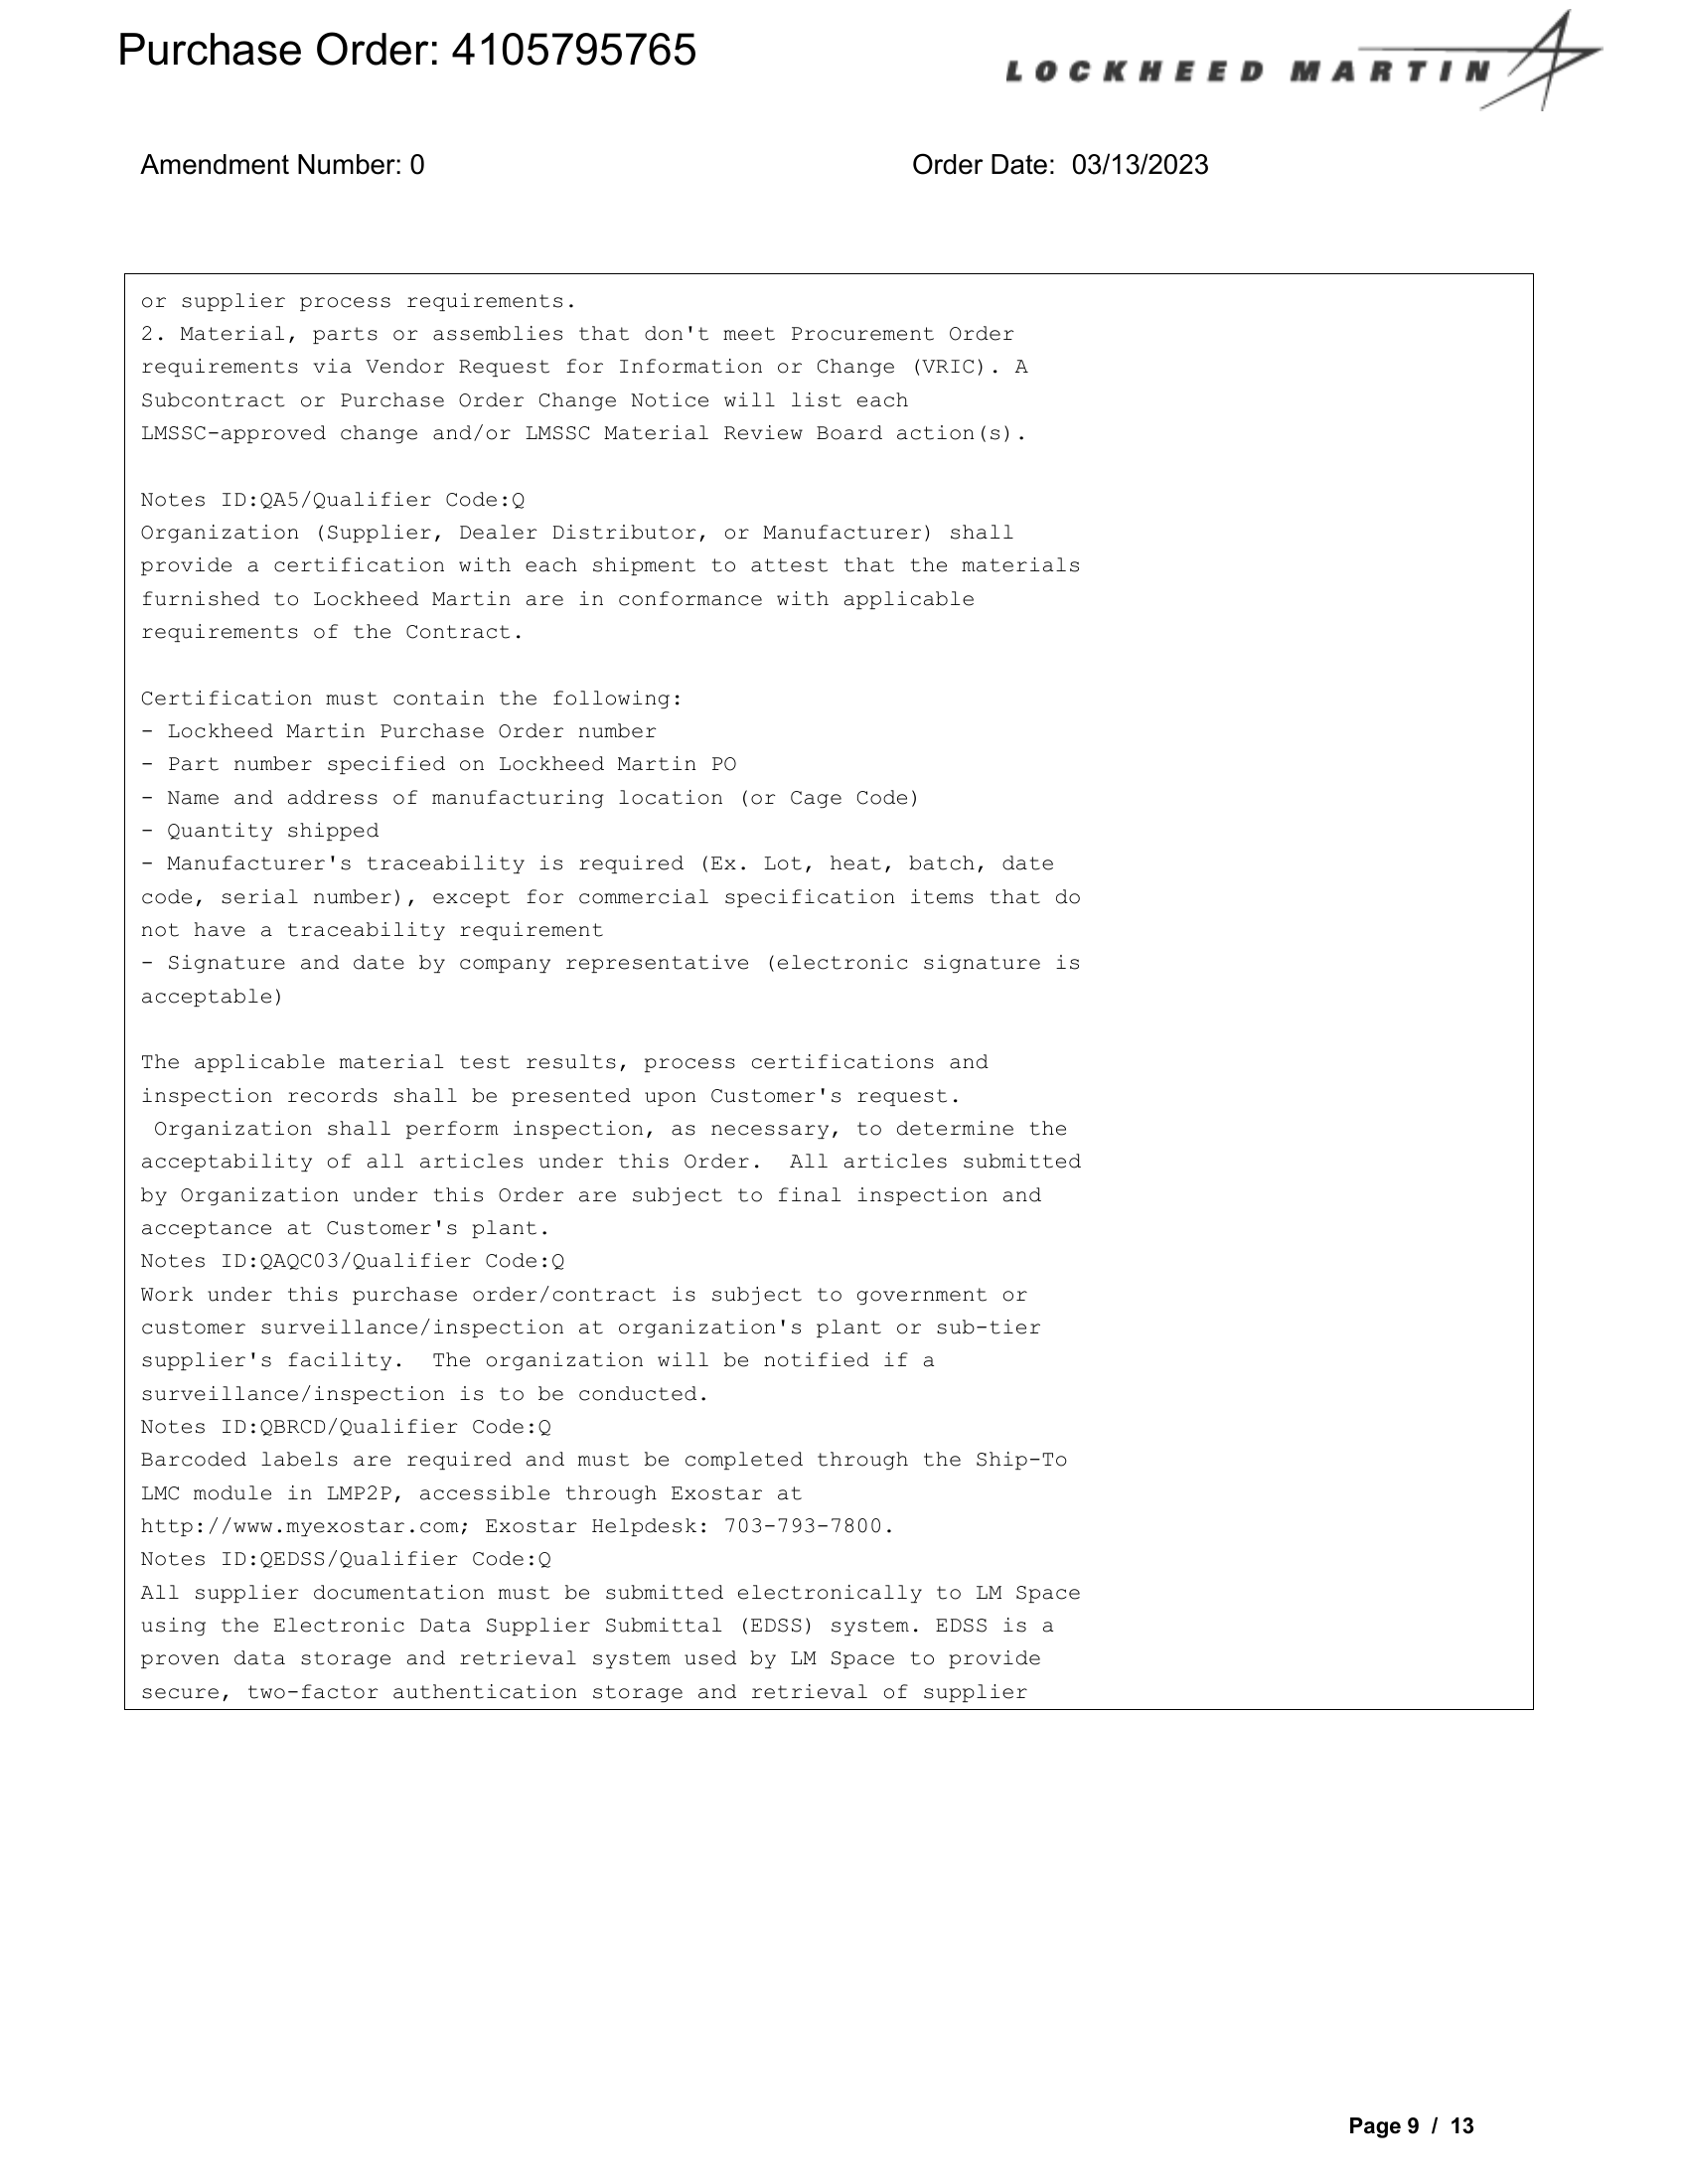 Purchase Order: 4105795765
LOCKHEED MARTIN
Amendment Number: 0
Order Date: 03/13/2023
or supplier process requirements.
2. Material, parts or assemblies that don't meet Procurement Order
requirements via Vendor Request for Information or Change (VRIC). A
Subcontract or Purchase Order Change Notice will list each
LMSSC-approved change and/or LMSSC Material Review Board action(s).
Notes ID:QA5/Qualifier Code:Q
Organization (Supplier, Dealer Distributor, or Manufacturer) shall
provide a certification with each shipment to attest that the materials
furnished to Lockheed Martin are in conformance with applicable
requirements of the Contract.
Certification must contain the following:
- Lockheed Martin Purchase Order number
- Part number specified on Lockheed Martin PO
- Name and address of manufacturing location (or Cage Code)
- Quantity shipped
- Manufacturer's traceability is required (Ex. Lot, heat, batch, date
code, serial number), except for commercial specification items that do
not have a traceability requirement
- Signature and date by company representative (electronic signature is
acceptable)
The applicable material test results, process certifications and
inspection records shall be presented upon Customer's request.
Organization shall perform inspection, as necessary, to determine the
acceptability of all articles under this Order.  All articles submitted
by Organization under this Order are subject to final inspection and
acceptance at Customer's plant.
Notes ID:QAQC03/Qualifier Code:Q
Work under this purchase order/contract is subject to government or
customer surveillance/inspection at organization's plant or sub-tier
supplier's facility.  The organization will be notified if a
surveillance/inspection is to be conducted.
Notes ID:QBRCD/Qualifier Code:Q
Barcoded labels are required and must be completed through the Ship-To
LMC module in LMP2P, accessible through Exostar at
http://www.myexostar.com; Exostar Helpdesk: 703-793-7800.
Notes ID:QEDSS/Qualifier Code:Q
All supplier documentation must be submitted electronically to LM Space
using the Electronic Data Supplier Submittal (EDSS) system. EDSS is a
proven data storage and retrieval system used by LM Space to provide
secure, two-factor authentication storage and retrieval of supplier
Page 9 / 13